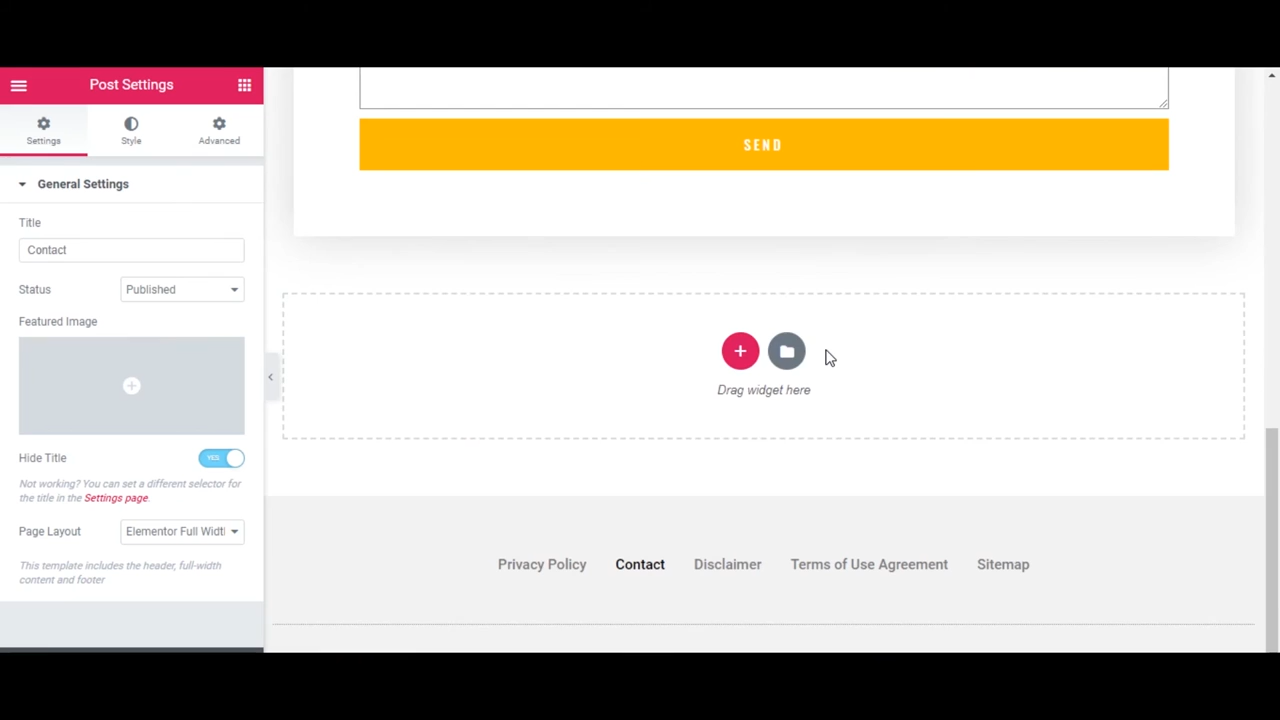 Post Settings
Settings
Style
Advanced
General Settings
Title
Contact
Status
Published
Featured Image
Hide Title
YES
Not working? You can set a different selector for
the title in the Settings page.
Page Layout
Elementor Full Widtl
This template includes the header, full-width
content and footer
SEND
Drag widget here
Privacy Policy
Contact
Disclaimer
Terms of Use Agreement
Sitemap